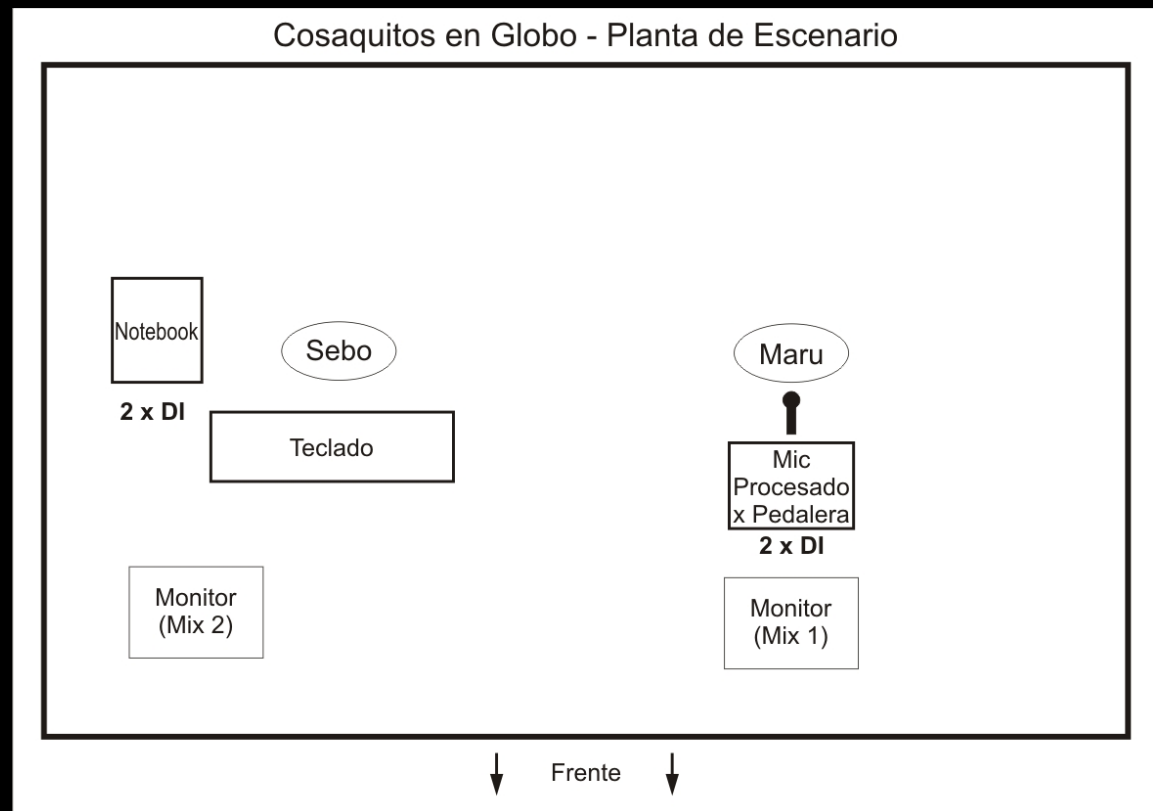 Cosaquitos en Globo - Planta de Escenario
Notebook
Sebo
Maru
2 x DI
Teclado
Mic
Procesado
x Pedalera
2 x DI
Monitor
(Mix 2)
Monitor
(Mix 1)
Frente